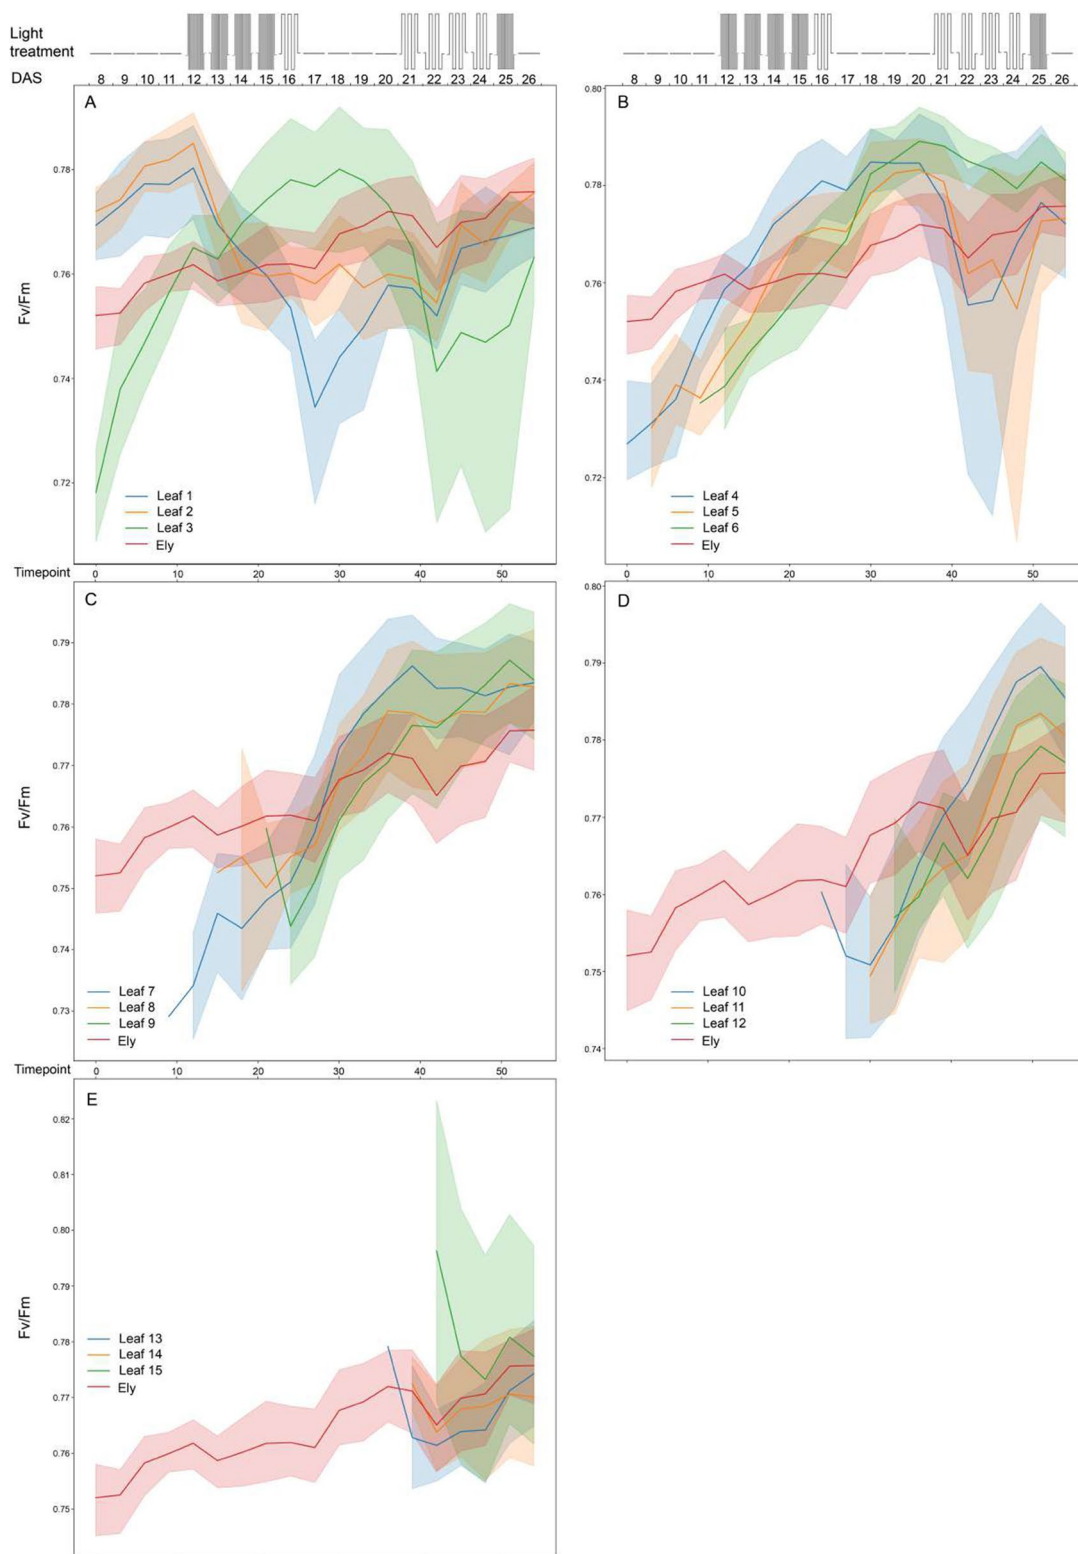 Light
treatment
DAS 8 9 10 11 12 13 14 15 16 17 18 19 20 21 22 23 24 25 26
8 9 10 11 12 13 14 15 16 17 18 19 20 21 22 23 24 25 26
A
0.78
0.76
0.74
0.72
Fv/Fm
Leaf 1
Leaf 2
Leaf 3
Ely
B
0.80
0.78
0.76
0.74
0.72
Leaf 4
Leaf 5
Leaf 6
Ely
Timepoint 0 10 20 30 40 50
0 10 20 30 40 50
C
0.79
0.78
0.77
0.76
0.75
0.74
0.73
Fv/Fm
Leaf 7
Leaf 8
Leaf 9
Ely
D
0.80
0.79
0.78
0.77
0.76
0.75
0.74
Leaf 10
Leaf 11
Leaf 12
Ely
Timepoint 0 10 20 30 40 50
E
0.82
0.81
0.80
0.79
0.78
0.77
0.76
0.75
Fv/Fm
Leaf 13
Leaf 14
Leaf 15
Ely